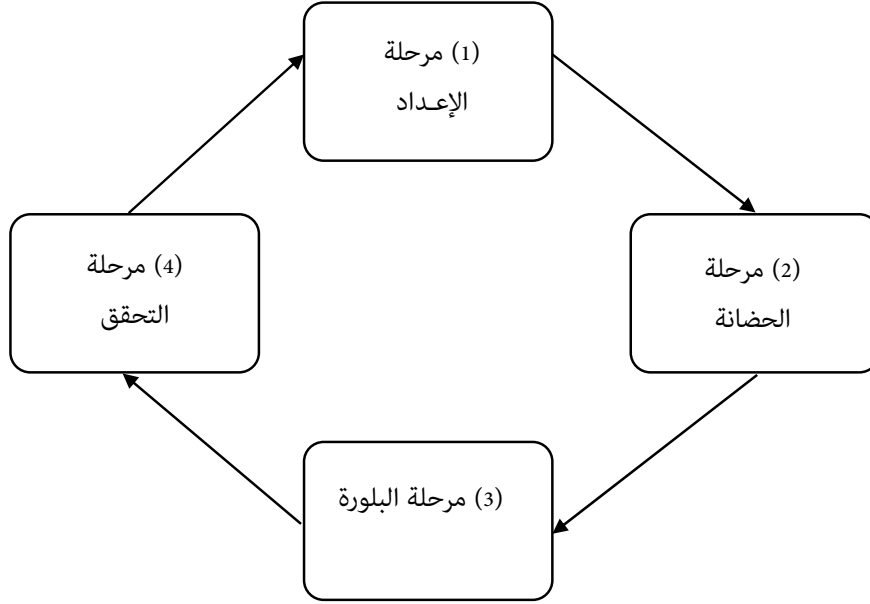 (1) مرحلة
الإعـداد
(2) مرحلة
الحضانة
(3) مرحلة البلورة
(4) مرحلة
التحقق